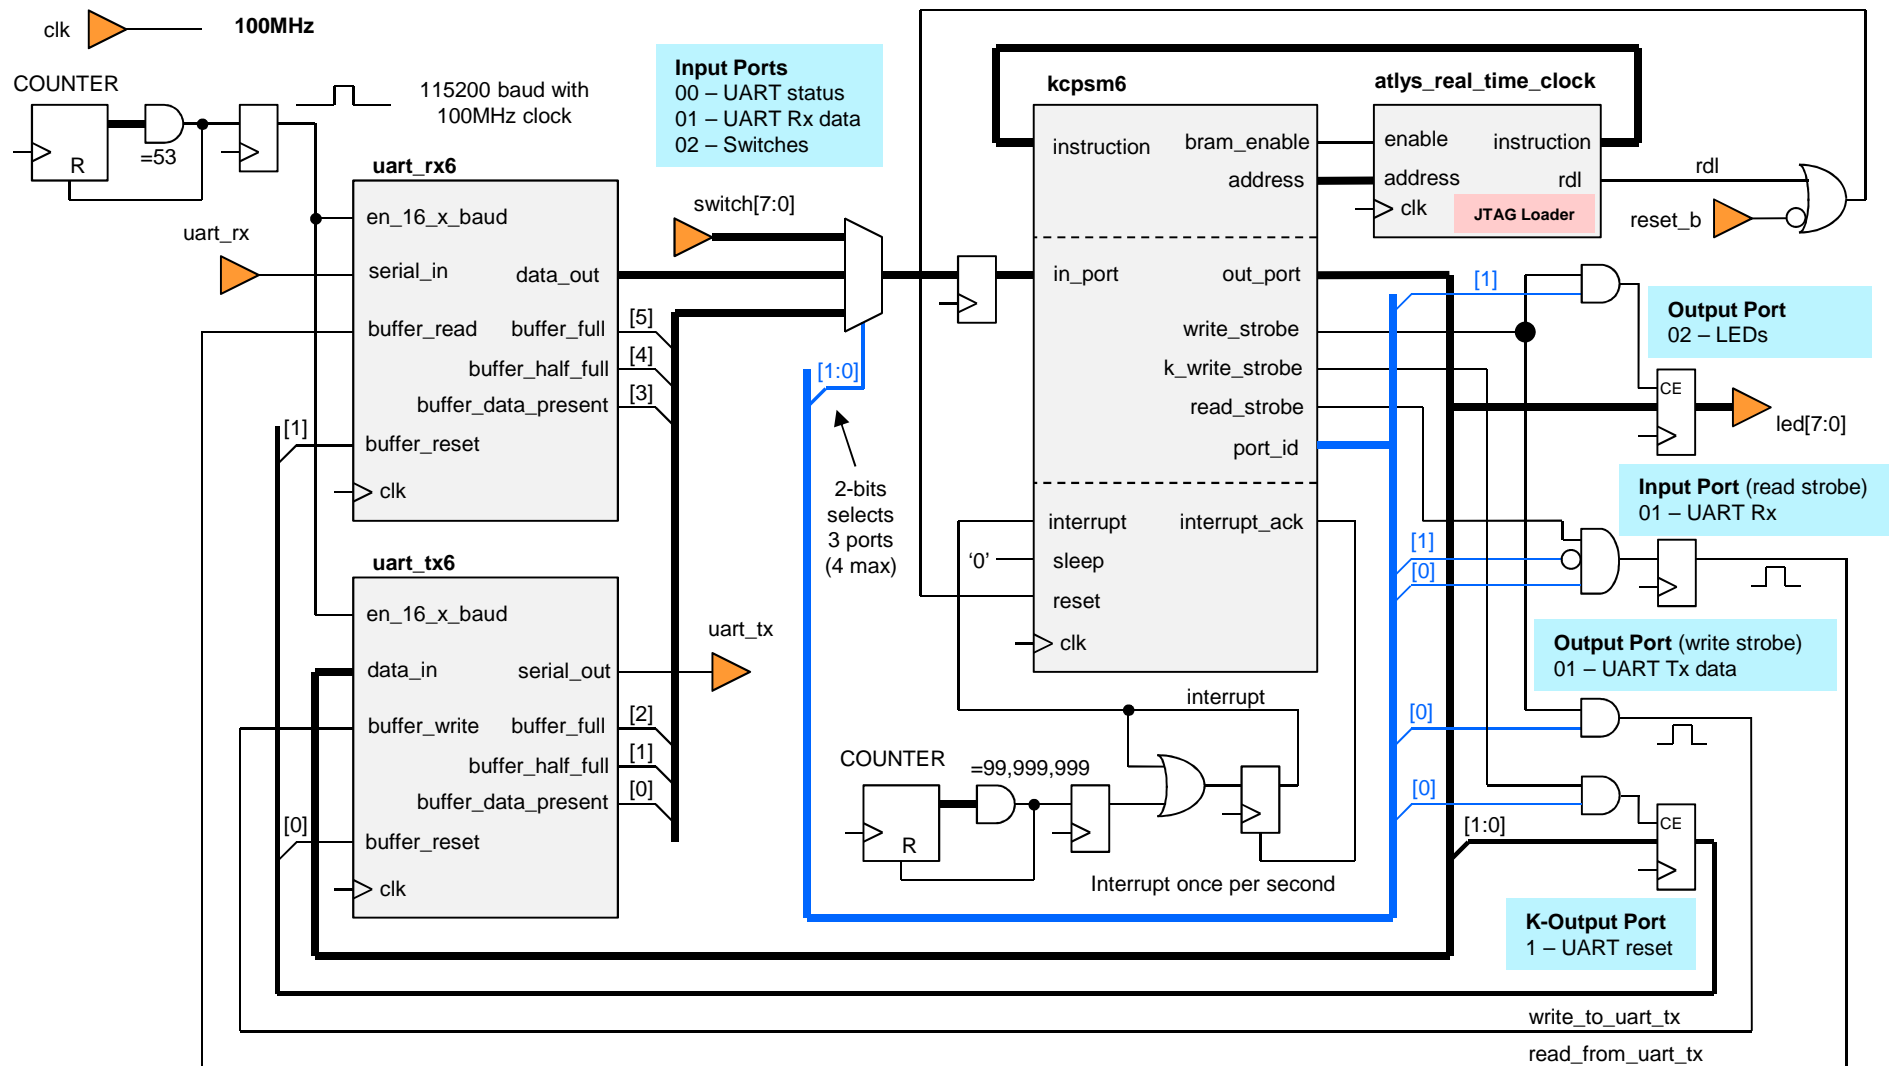 clk
100MHz
COUNTER
=53
R
115200 baud with
100MHz clock
Input Ports
00 – UART status
01 – UART Rx data
02 – Switches
uart_rx
uart_rx6
en_16_x_baud
serial_in
data_out
buffer_read
buffer_full
[5]
buffer_half_full
[4]
buffer_data_present
[3]
[1]
buffer_reset
clk
switch[7:0]
[1:0]
2-bits
selects
3 ports
(4 max)
uart_tx6
en_16_x_baud
data_in
serial_out
uart_tx
buffer_write
buffer_full
[2]
buffer_half_full
[1]
buffer_data_present
[0]
[0]
buffer_reset
clk
kcpsm6
instruction
bram_enable
address
in_port
out_port
write_strobe
k_write_strobe
read_strobe
port_id
interrupt
interrupt_ack
‘0’
sleep
reset
clk
atlys_real_time_clock
enable
instruction
address
rdl
clk
JTAG Loader
rdl
reset_b
[1]
Output Port
02 – LEDs
CE
led[7:0]
Input Port (read strobe)
01 – UART Rx
[1]
[0]
Output Port (write strobe)
01 – UART Tx data
[0]
interrupt
COUNTER
=99,999,999
R
Interrupt once per second
[0]
[1:0]
CE
K-Output Port
1 – UART reset
write_to_uart_tx
read_from_uart_tx